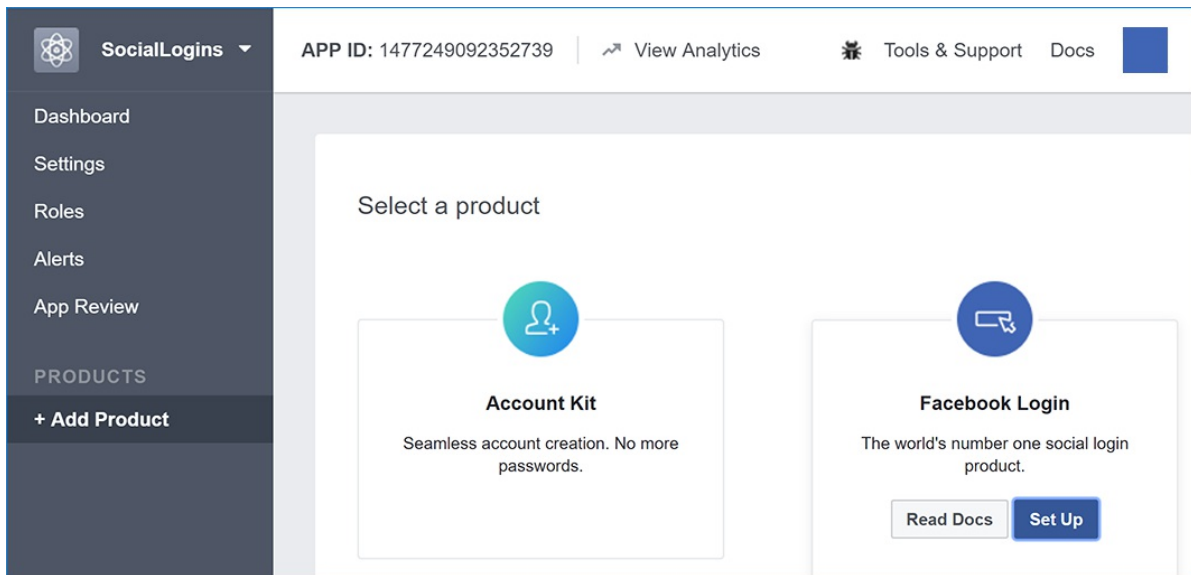 SocialLogins
APP ID: 1477249092352739
View Analytics
Tools & Support
Docs
Dashboard
Settings
Roles
Alerts
App Review
PRODUCTS
+ Add Product
Select a product
Account Kit
Seamless account creation. No more
passwords.
Facebook Login
The world's number one social login
product.
Read Docs
Set Up